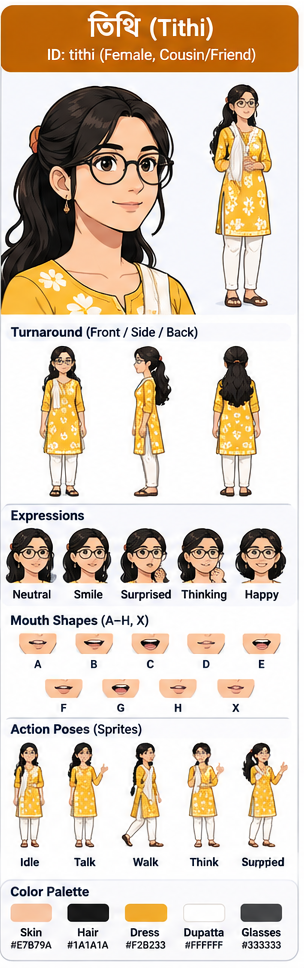 তিথি (Tithi)
ID: tithi (Female, Cousin/Friend)
Turnaround (Front / Side / Back)
Expressions
Neutral Smile Surprised Thinking Happy
Mouth Shapes (A–H, X)
A B C D E
F G H X
Action Poses (Sprites)
Idle Talk Walk Think Surpried
Color Palette
Skin Hair Dress Dupatta Glasses
#E7B79A #1A1A1A #F2B233 #FFFFFF #333333